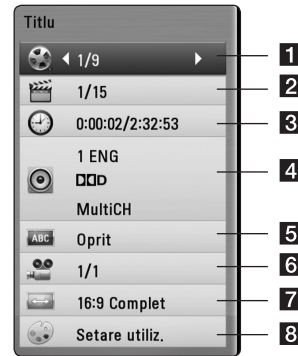 Titlu
1/9 1
1/15 2
0:00:02/2:32:53 3
1 ENG
DD D 4
MultiCH
ABC Oprit 5
1/1 6
16:9 Complet 7
Setare utiliz. 8